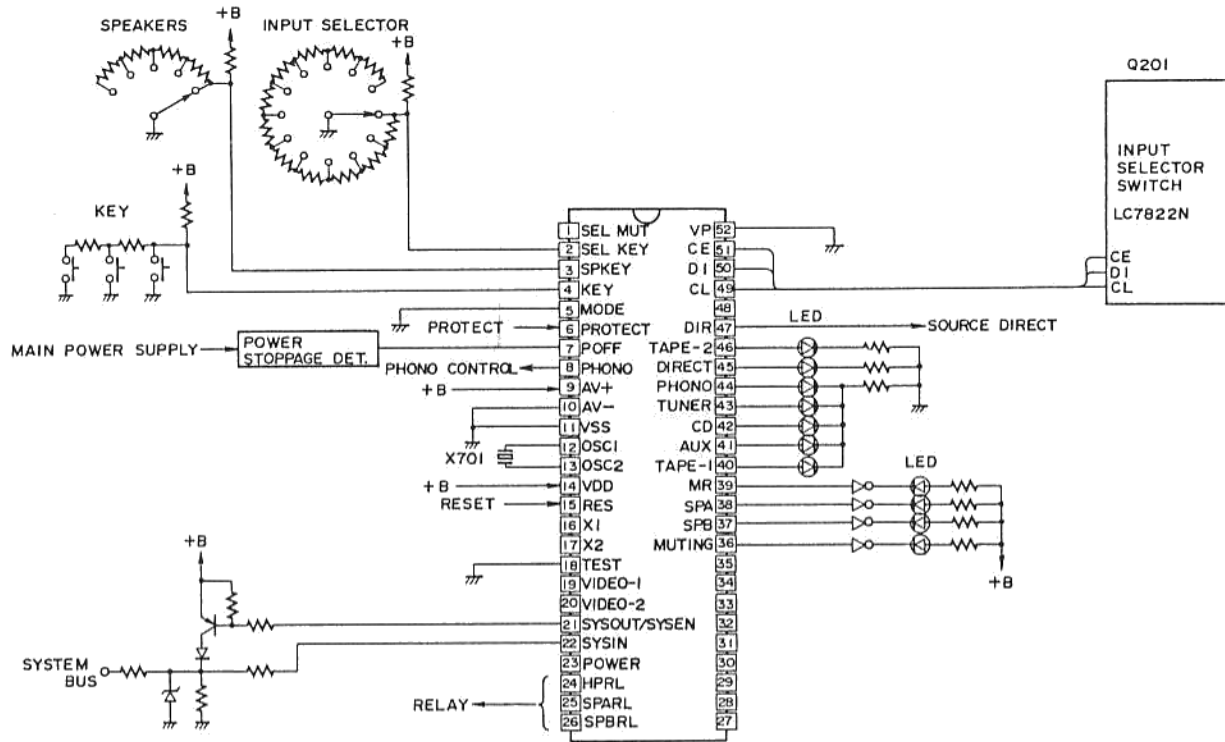 SPEAKERS
+B
INPUT SELECTOR
+B
Q201
INPUT
SELECTOR
SWITCH
LC7822N
CE
DI
CL
+B
KEY
1 SEL MUT
2 SEL KEY
3 SPKEY
4 KEY
5 MODE
PROTECT
6 PROTECT
MAIN POWER SUPPLY
POWER
STOPPAGE DET.
7 POFF
PHONO CONTROL
8 PHONO
+B
9 AV+
10 AV-
11 VSS
X701
12 OSC1
13 OSC2
+B
14 VDD
RESET
15 RES
16 X1
17 X2
18 TEST
19 VIDEO-1
20 VIDEO-2
+B
21 SYSOUT/SYSEN
22 SYSIN
SYSTEM
BUS
23 POWER
24 HPRL
RELAY
25 SPARL
26 SPBRL
VP 52
CE 51
DI 50
CL 49
48
LED
DIR 47
SOURCE DIRECT
TAPE-2 46
DIRECT 45
PHONO 44
TUNER 43
CD 42
AUX 41
TAPE-1 40
LED
MR 39
SPA 38
SPB 37
MUTING 36
+B
35
34
33
32
31
30
29
28
27